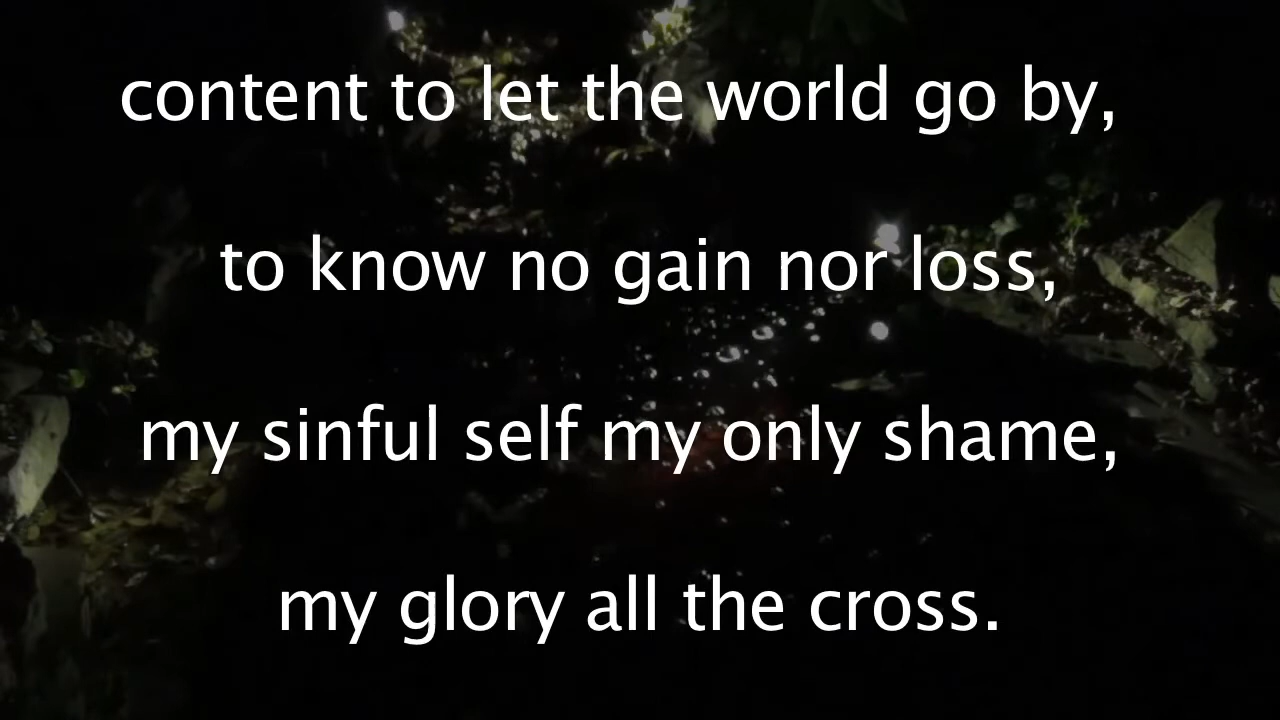 content to let the world go by,
to know no gain nor loss,
my sinful self my only shame,
my glory all the cross.